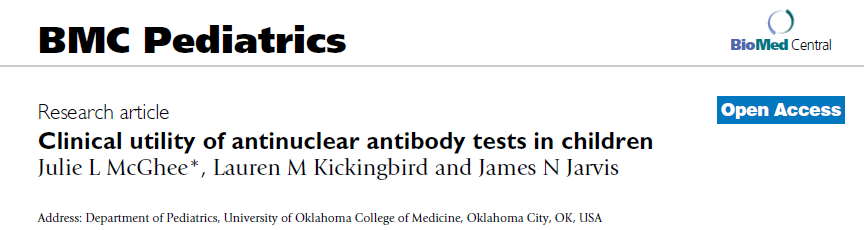 BMC Pediatrics
BioMed Central
Research article
Open Access
Clinical utility of antinuclear antibody tests in children
Julie L McGhee*, Lauren M Kickingbird and James N Jarvis
Address: Department of Pediatrics, University of Oklahoma College of Medicine, Oklahoma City, OK, USA